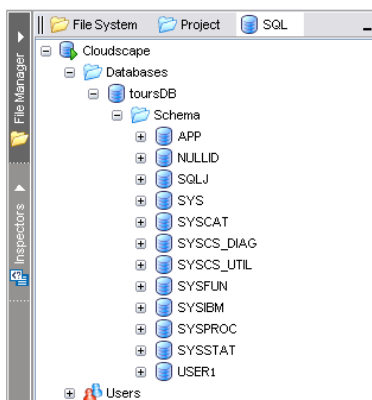 File System Project SQL
Cloudscape
Databases
toursDB
Schema
APP
NULLID
SQLJ
SYS
SYSCAT
SYSCS_DIAG
SYSCS_UTIL
SYSFUN
SYSIBM
SYSPROC
SYSSTAT
USER1
Users
File Manager
Inspectors